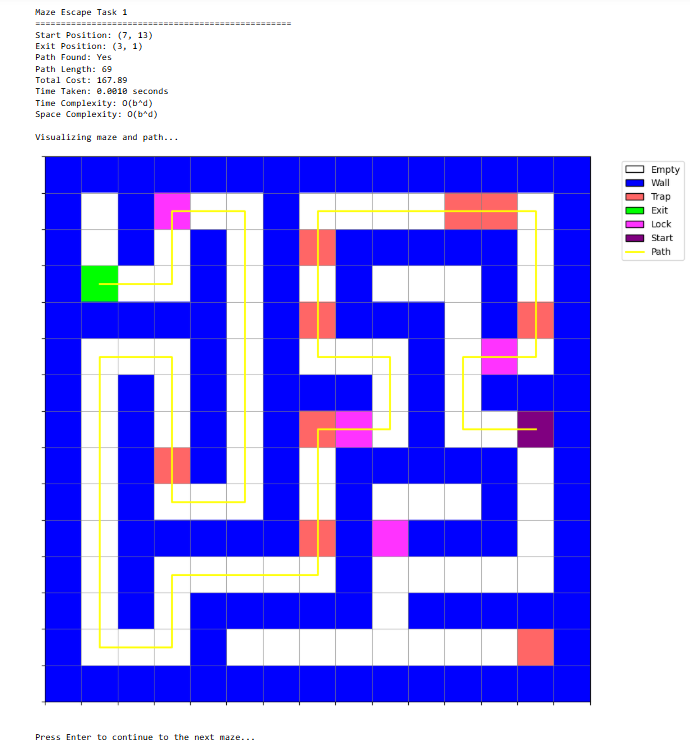 Maze Escape Task 1
==================================================
Start Position: (7, 13)
Exit Position: (3, 1)
Path Found: Yes
Path Length: 69
Total Cost: 167.89
Time Taken: 0.0010 seconds
Time Complexity: O(b^d)
Space Complexity: O(b^d)
Visualizing maze and path...
Empty
Wall
Trap
Exit
Lock
Start
Path
Press Enter to continue to the next maze...